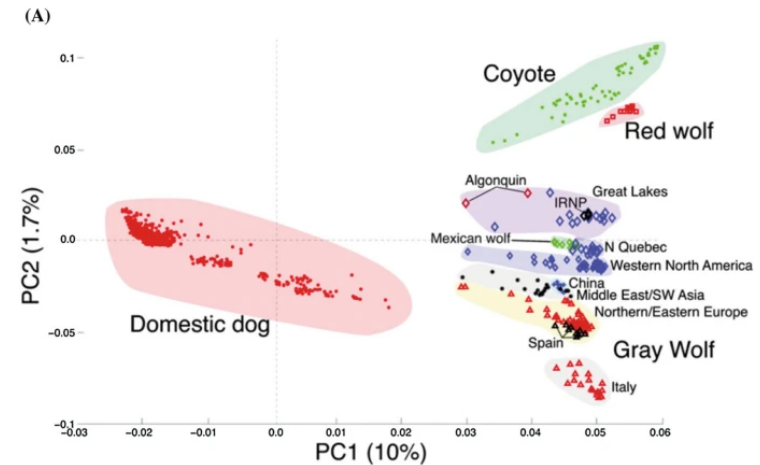 (A)
0.1
Coyote
Red wolf
0.05
Algonquin
Great Lakes
IRNP
Mexican wolf
N Quebec
0.0
Western North America
China
Middle East/SW Asia
Northern/Eastern Europe
Domestic dog
−0.05
Spain
Gray Wolf
Italy
−0.1
PC2 (1.7%)
−0.03 −0.02 −0.01 0.0 0.01 0.02 0.03 0.04 0.05 0.06
PC1 (10%)